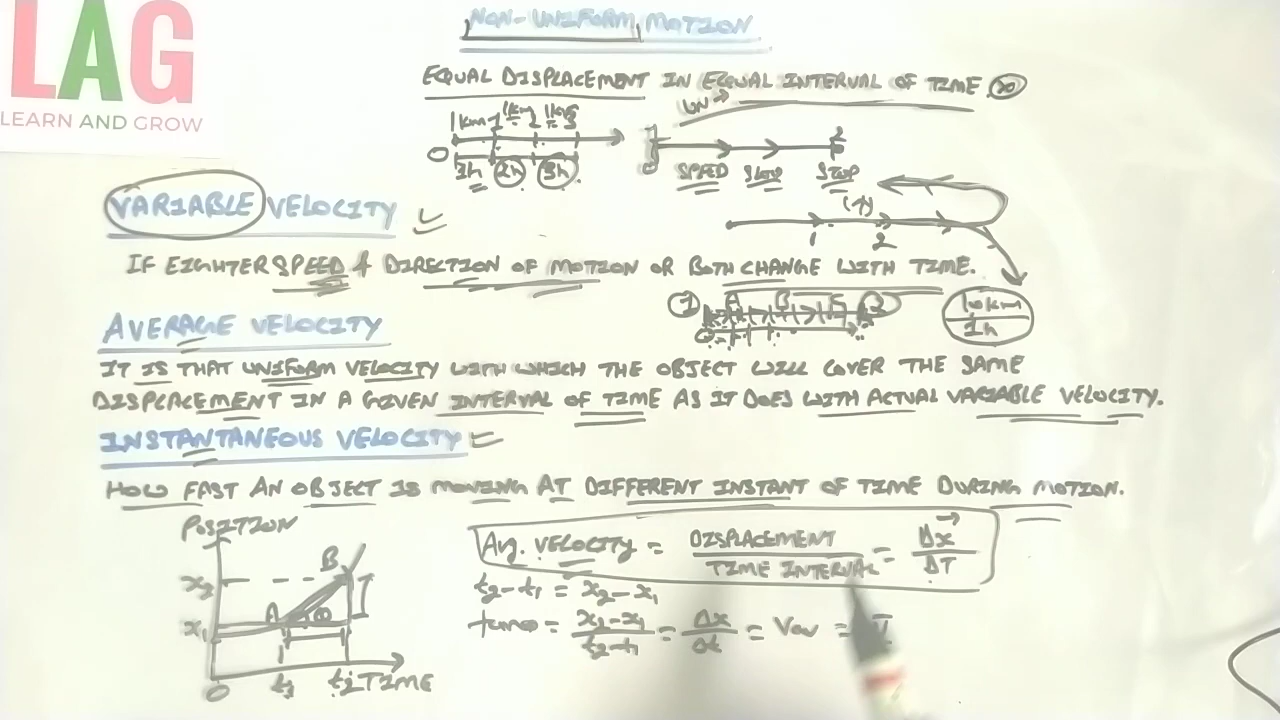 LAG
LEARN AND GROW
NON-UNIFORM MOTION
EQUAL DISPLACEMENT IN EQUAL INTERVAL OF TIME.
1km 1 1km 2 1km 3
0
1h 2h 3h
SPEED SLOW STOP
2
VARIABLE VELOCITY
1 2
IF EIGHTER SPEED & DIRECTION OF MOTION OR BOTH CHANGE WITH TIME.
1 A B 2
10km
1h
AVERAGE VELOCITY
IT IS THAT UNIFORM VELOCITY WITH WHICH THE OBJECT WILL COVER THE SAME
DISPLACEMENT IN A GIVEN INTERVAL OF TIME AS IT DOES WITH ACTUAL VARIABLE VELOCITY.
INSTANTANEOUS VELOCITY
HOW FAST AN OBJECT IS MOVING AT DIFFERENT INSTANT OF TIME DURING MOTION.
POSITION
x2 B
x1 A θ
0 t1 t2 TIME
Avg. VELOCITY = DISPLACEMENT / TIME INTERVAL = Δx / ΔT
t2-t1 = x2-x1
tanθ = x2-x1 / t2-t1 = Δx / Δt = Vav =